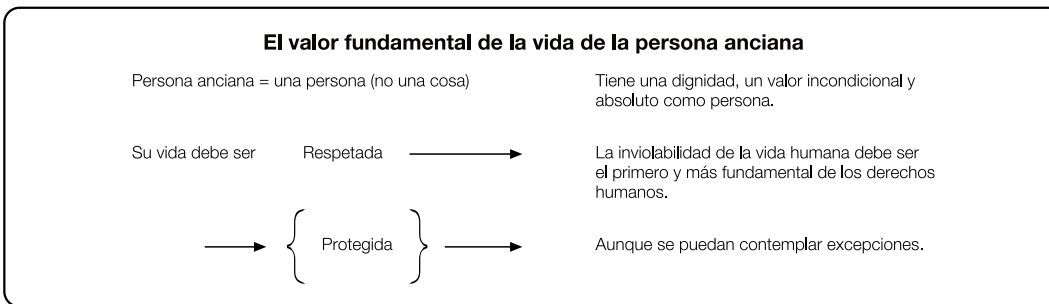 El valor fundamental de la vida de la persona anciana
Persona anciana = una persona (no una cosa)
Tiene una dignidad, un valor incondicional y
absoluto como persona.
Su vida debe ser Respetada
La inviolabilidad de la vida humana debe ser
el primero y más fundamental de los derechos
humanos.
Protegida
Aunque se puedan contemplar excepciones.